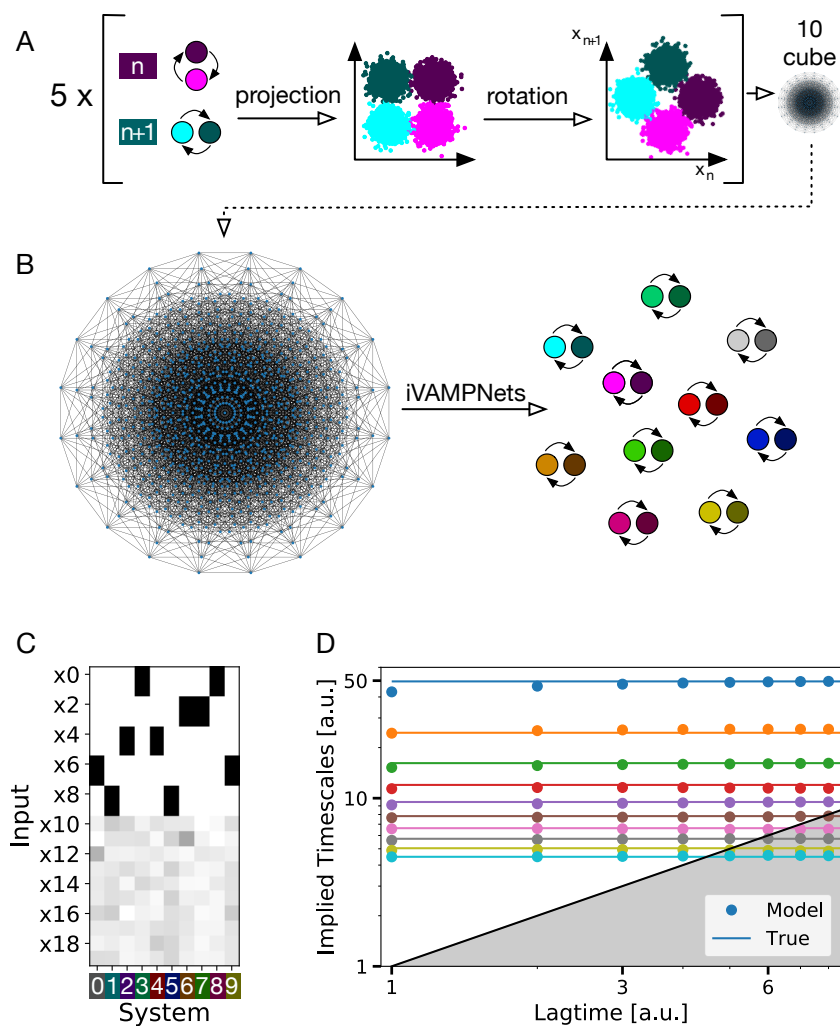 A
5 x
n
n+1
projection
rotation
x_{n+1}
x_n
10
cube
B
iVAMPNets
C
x0
x2
x4
x6
x8
x10
x12
x14
x16
x18
Input
0 1 2 3 4 5 6 7 8 9
System
D
50
10
1
Implied Timescales [a.u.]
Model
True
1 3 6
Lagtime [a.u.]